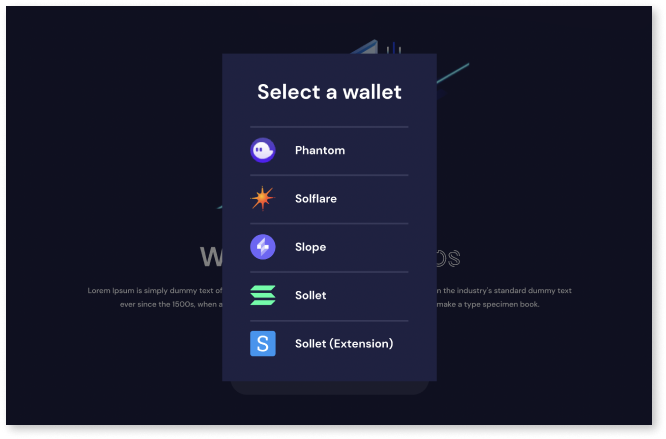 Select a wallet
Phantom
Solflare
Slope
Sollet
S Sollet (Extension)
W os
Lorem Ipsum is simply dummy text of n the industry's standard dummy text
ever since the 1500s, when a make a type specimen book.